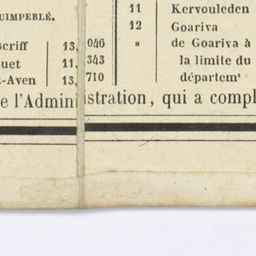 UIMPERLÉ.
criff 13,046
uet 11,343
-Aven 13,710
11 Kervouleden
12 Goariva
" de Goariva à
la limite du
départemt
e l'Administration, qui a compl